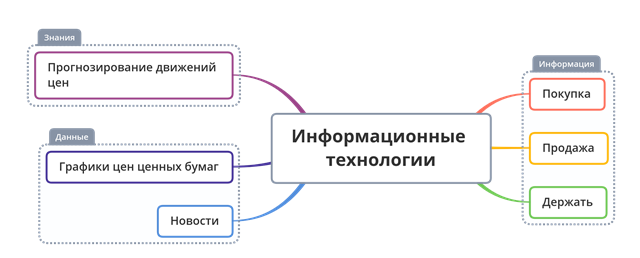 Знания
Прогнозирование движений
цен
Данные
Графики цен ценных бумаг
Новости
Информационные
технологии
Информация
Покупка
Продажа
Держать